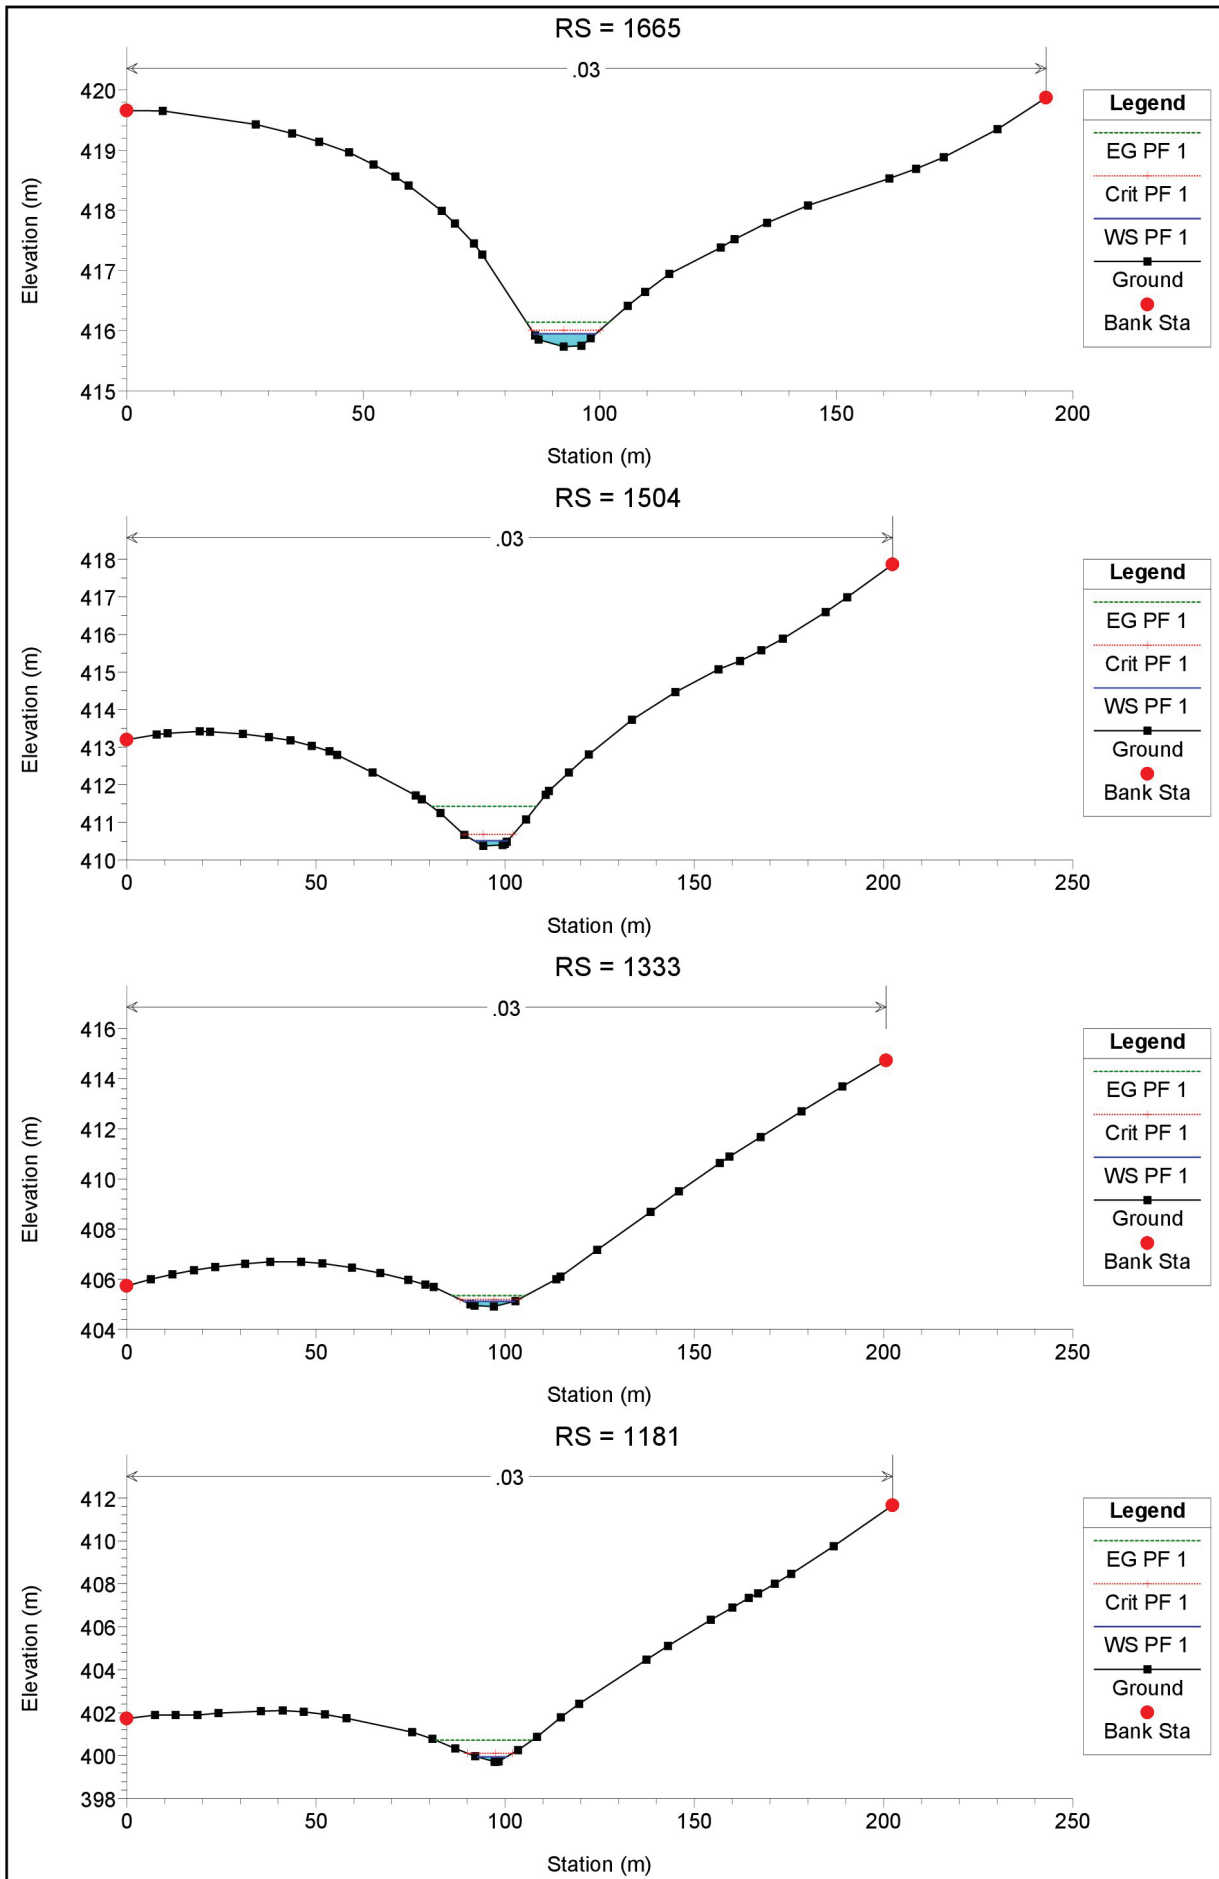 RS = 1665
.03
420
419
418
417
416
415
Elevation (m)
0
50
100
150
200
Station (m)
Legend
EG PF 1
Crit PF 1
WS PF 1
Ground
Bank Sta
RS = 1504
.03
418
417
416
415
414
413
412
411
410
Elevation (m)
0
50
100
150
200
250
Station (m)
Legend
EG PF 1
Crit PF 1
WS PF 1
Ground
Bank Sta
RS = 1333
.03
416
414
412
410
408
406
404
Elevation (m)
0
50
100
150
200
250
Station (m)
Legend
EG PF 1
Crit PF 1
WS PF 1
Ground
Bank Sta
RS = 1181
.03
412
410
408
406
404
402
400
398
Elevation (m)
0
50
100
150
200
250
Station (m)
Legend
EG PF 1
Crit PF 1
WS PF 1
Ground
Bank Sta